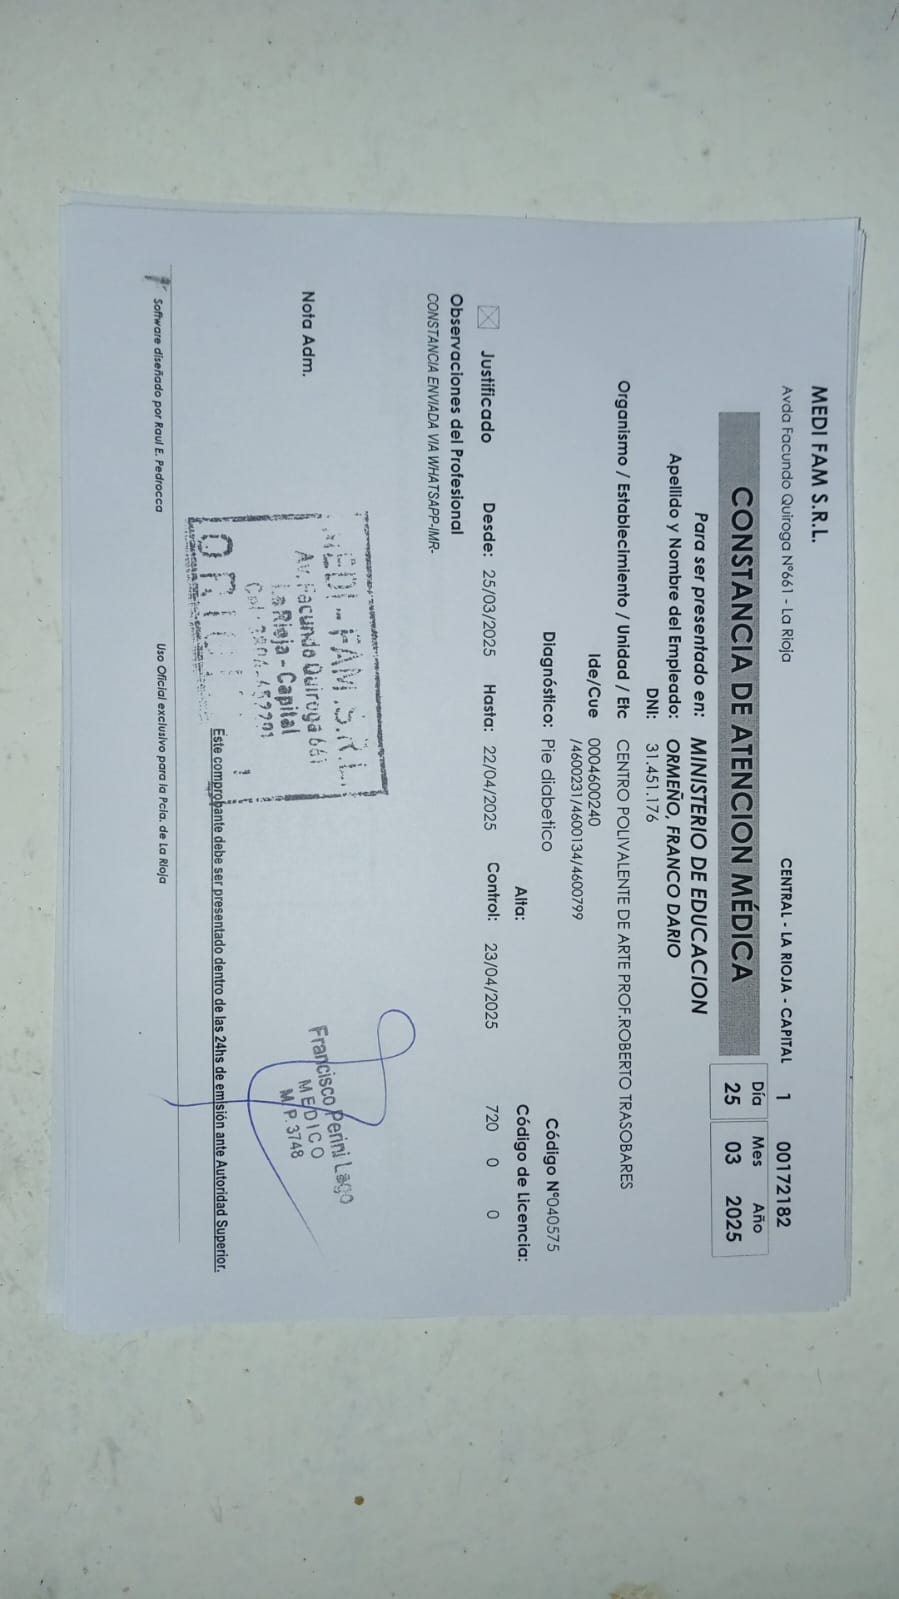 MEDI FAM S.R.L.
Avda Facundo Quiroga N°661 - La Rioja
CENTRAL - LA RIOJA - CAPITAL 1 00172182
CONSTANCIA DE ATENCION MÉDICA
Día Mes Año
25 03 2025
Para ser presentado en: MINISTERIO DE EDUCACION
Apellido y Nombre del Empleado: ORMEÑO, FRANCO DARIO
DNI: 31.451.176
Organismo / Establecimiento / Unidad / Etc CENTRO POLIVALENTE DE ARTE PROF.ROBERTO TRASOBARES
Ide/Cue 0004600240
/4600231/4600134/4600799
Diagnóstico: Pie diabetico
Código N°040575
Alta:
Código de Licencia:
Justificado Desde: 25/03/2025 Hasta: 22/04/2025 Control: 23/04/2025 720 0 0
Observaciones del Profesional
CONSTANCIA ENVIADA VIA WHATSAPP-IMR-
Nota Adm.
MEDI-FAM.S.R.L.
Av. Facundo Quiroga 661
La Rioja - Capital
Francisco Perini Lago
MEDICO
M.P. 3748
Este comprobante debe ser presentado dentro de las 24hs de emisión ante Autoridad Superior.
Software diseñado por Raul E. Pedrocca
Uso Oficial exclusivo para la Pcia. de La Rioja